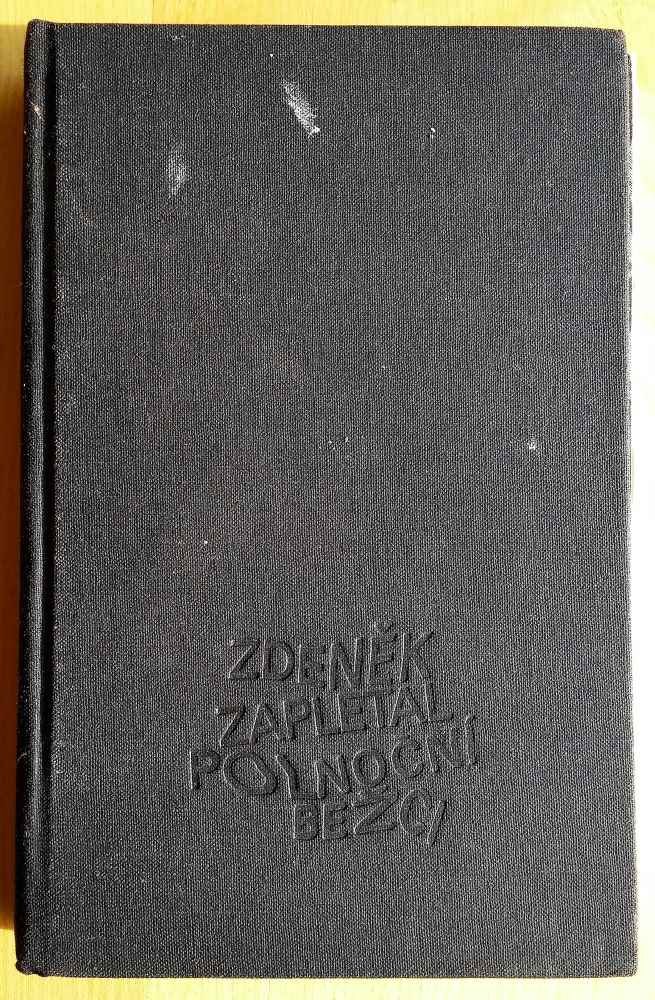 ZDENĚK
ZAPLETAL
PŮLNOČNÍ
BĚŽCI